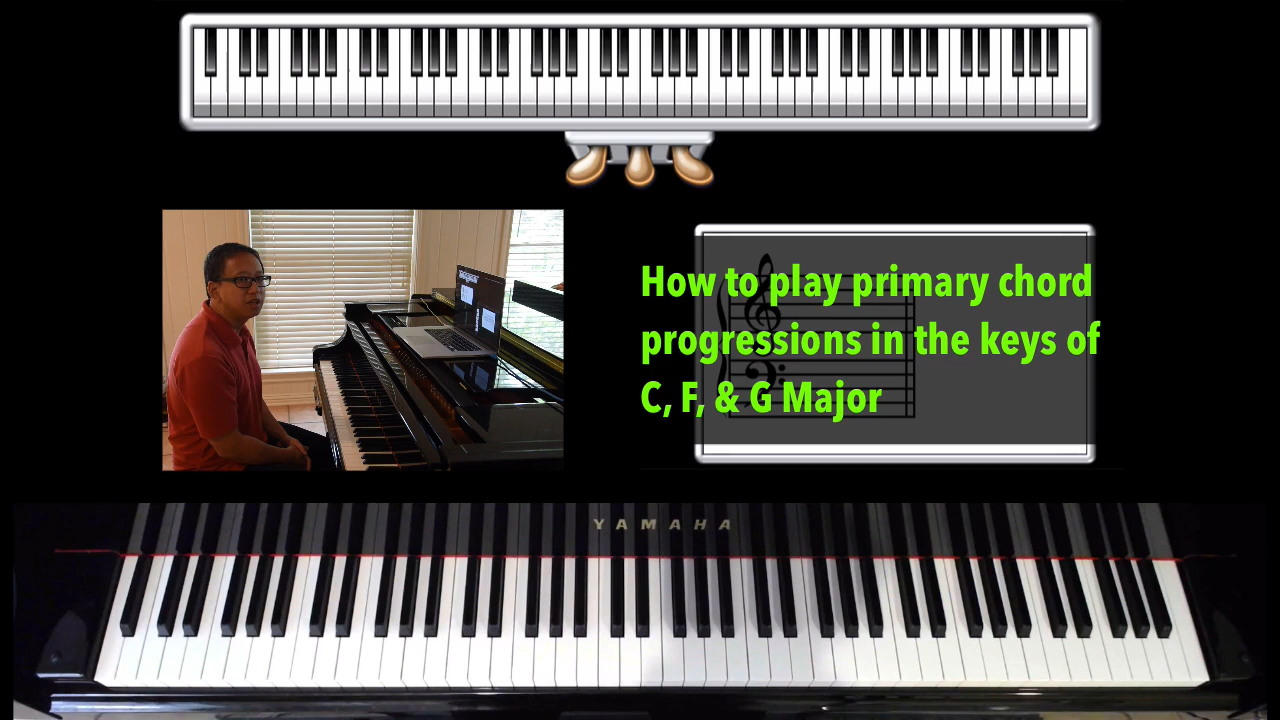 How to play primary chord
progressions in the keys of
C, F, & G Major
YAMAHA